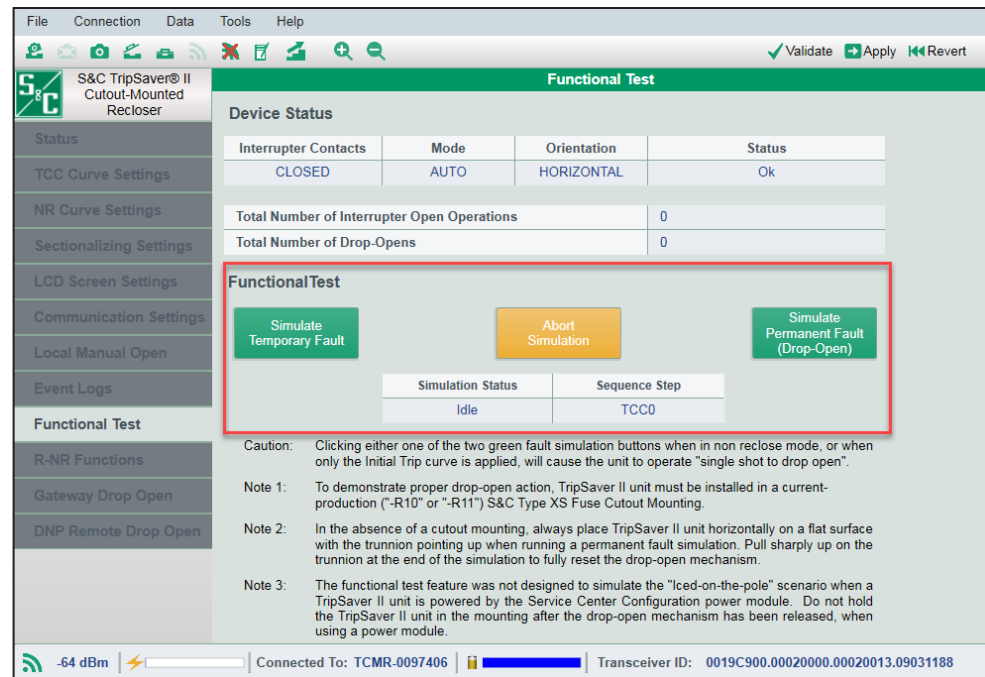 File Connection Data Tools Help
Validate Apply Revert
S&C
S&C TripSaver® II
Cutout-Mounted
Recloser
Functional Test
Status
TCC Curve Settings
NR Curve Settings
Sectionalizing Settings
LCD Screen Settings
Communication Settings
Local Manual Open
Event Logs
Functional Test
R-NR Functions
Gateway Drop Open
DNP Remote Drop Open
Device Status
Interrupter Contacts Mode Orientation Status
CLOSED AUTO HORIZONTAL Ok
Total Number of Interrupter Open Operations 0
Total Number of Drop-Opens 0
FunctionalTest
Simulate
Temporary Fault
Abort
Simulation
Simulate
Permanent Fault
(Drop-Open)
Simulation Status Sequence Step
Idle TCC0
Caution: Clicking either one of the two green fault simulation buttons when in non reclose mode, or when
only the Initial Trip curve is applied, will cause the unit to operate "single shot to drop open".
Note 1: To demonstrate proper drop-open action, TripSaver II unit must be installed in a current-
production ("-R10" or "-R11") S&C Type XS Fuse Cutout Mounting.
Note 2: In the absence of a cutout mounting, always place TripSaver II unit horizontally on a flat surface
with the trunnion pointing up when running a permanent fault simulation. Pull sharply up on the
trunnion at the end of the simulation to fully reset the drop-open mechanism.
Note 3: The functional test feature was not designed to simulate the "Iced-on-the-pole" scenario when a
TripSaver II unit is powered by the Service Center Configuration power module. Do not hold
the TripSaver II unit in the mounting after the drop-open mechanism has been released, when
using a power module.
-64 dBm Connected To: TCMR-0097406 Transceiver ID: 0019C900.00020000.00020013.09031188